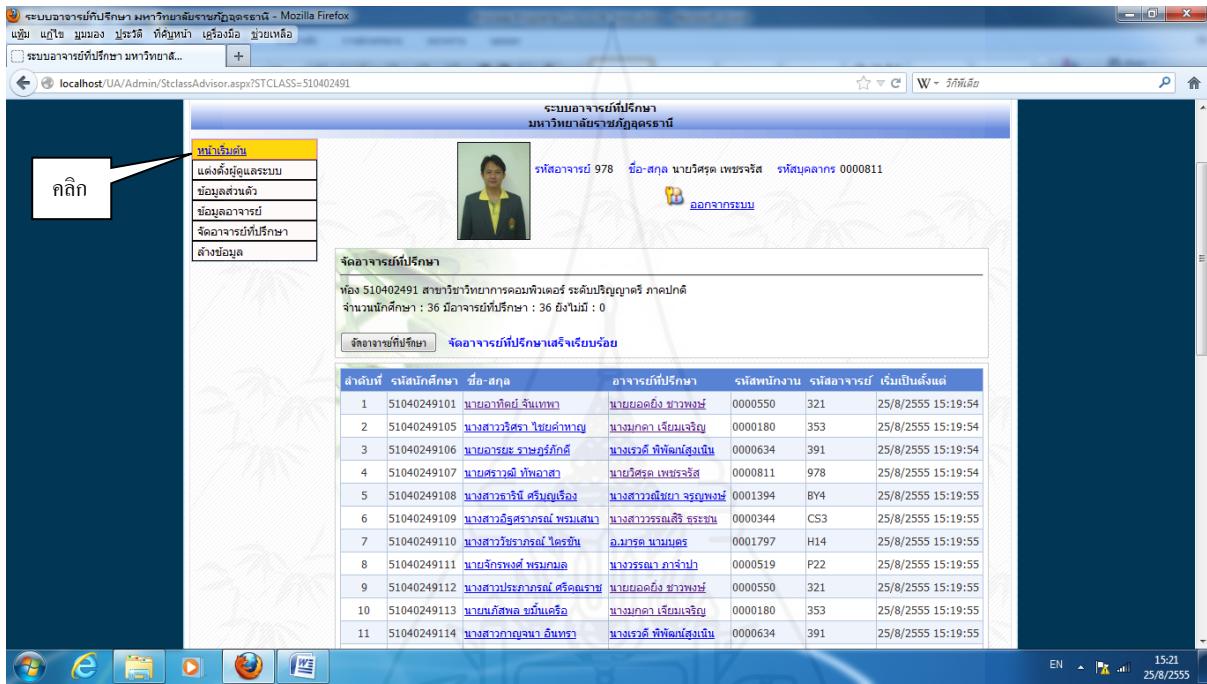 ระบบอาจารย์ที่ปรึกษา มหาวิทยาลัยราชภัฏอุดรธานี - Mozilla Firefox
แฟ้ม แก้ไข มุมมอง ประวัติ ที่คั่นหน้า เครื่องมือ ช่วยเหลือ
ระบบอาจารย์ที่ปรึกษา มหาวิทยาลั...
localhost/UA/Admin/StclassAdvisor.aspx?STCLASS=510402491
W วิกิพีเดีย
ระบบอาจารย์ที่ปรึกษา
มหาวิทยาลัยราชภัฏอุดรธานี
คลิก
หน้าเริ่มต้น
แต่งตั้งผู้ดูแลระบบ
ข้อมูลส่วนตัว
ข้อมูลอาจารย์
จัดอาจารย์ที่ปรึกษา
ล้างข้อมูล
รหัสอาจารย์ 978 ชื่อ-สกุล นายวิศรุต เพชรจรัส รหัสบุคลากร 0000811
ออกจากระบบ
จัดอาจารย์ที่ปรึกษา
ห้อง 510402491 สาขาวิชาวิทยาการคอมพิวเตอร์ ระดับปริญญาตรี ภาคปกติ
จำนวนนักศึกษา : 36 มีอาจารย์ที่ปรึกษา : 36 ยังไม่มี : 0
จัดอาจารย์ที่ปรึกษา จัดอาจารย์ที่ปรึกษาเสร็จเรียบร้อย
ลำดับที่ รหัสนักศึกษา ชื่อ-สกุล อาจารย์ที่ปรึกษา รหัสพนักงาน รหัสอาจารย์ เริ่มเป็นตั้งแต่
1 51040249101 นายอาทิตย์ จันเทพา นายยอดยิ่ง ชาวพงษ์ 0000550 321 25/8/2555 15:19:54
2 51040249105 นางสาววริศรา ไชยคำหาญ นางมุกดา เจียมเจริญ 0000180 353 25/8/2555 15:19:54
3 51040249106 นายอารยะ ราษฎร์ภักดี นางเรวดี พิพัฒน์สูงเนิน 0000634 391 25/8/2555 15:19:54
4 51040249107 นายศราวุฒิ ทัพอาสา นายวิศรุต เพชรจรัส 0000811 978 25/8/2555 15:19:54
5 51040249108 นางสาวธารินี ศรีบุญเรือง นางสาววณิชยา จรูญพงษ์ 0001394 BY4 25/8/2555 15:19:55
6 51040249109 นางสาวอิฐศราภรณ์ พรมเสนา นางสาววรรณสิริ ธุระชน 0000344 CS3 25/8/2555 15:19:55
7 51040249110 นางสาววัชราภรณ์ ไตรขัน อ.มารุต นามบุตร 0001797 H14 25/8/2555 15:19:55
8 51040249111 นายจักรพงศ์ พรมกมล นางวรรณา ภาจำปา 0000519 P22 25/8/2555 15:19:55
9 51040249112 นางสาวประภาภรณ์ ศรีคุณราช นายยอดยิ่ง ชาวพงษ์ 0000550 321 25/8/2555 15:19:55
10 51040249113 นายนภัสพล ขมิ้นเครือ นางมุกดา เจียมเจริญ 0000180 353 25/8/2555 15:19:55
11 51040249114 นางสาวกาญจนา อินทรา นางเรวดี พิพัฒน์สูงเนิน 0000634 391 25/8/2555 15:19:55
EN 15:21
25/8/2555